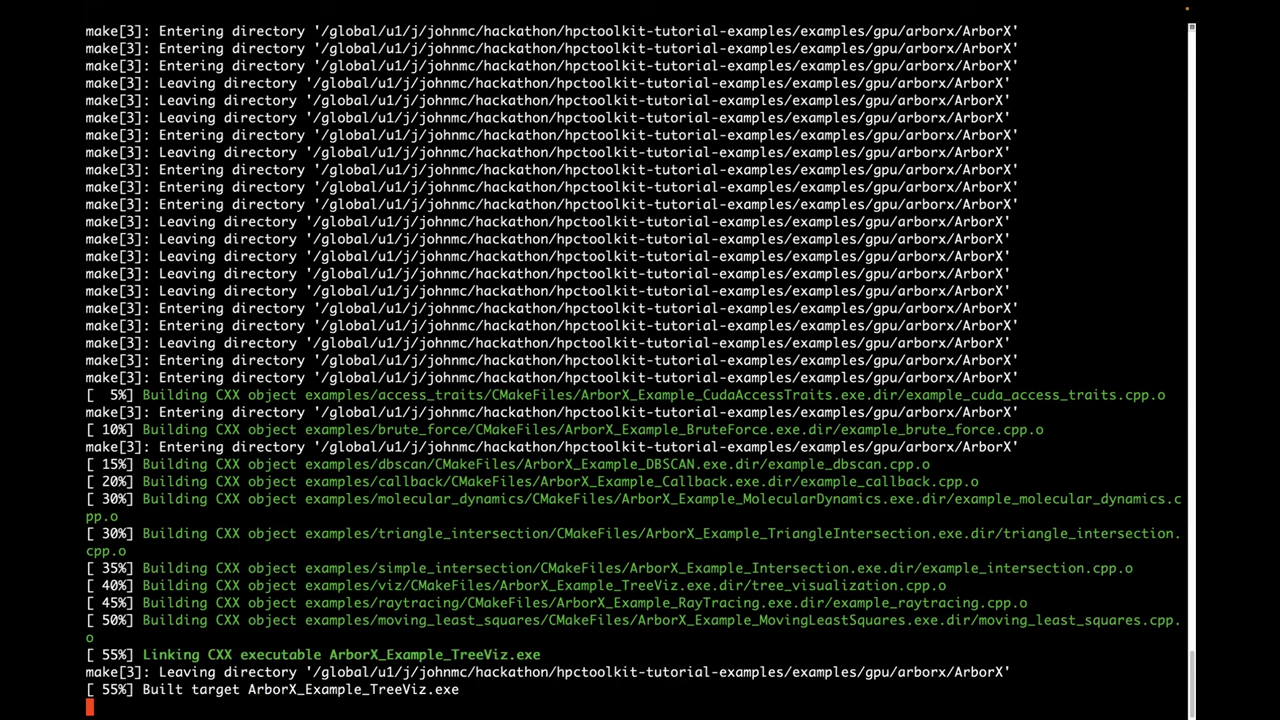 make[3]: Entering directory '/global/u1/j/johnmc/hackathon/hpctoolkit-tutorial-examples/examples/gpu/arborx/ArborX'
make[3]: Entering directory '/global/u1/j/johnmc/hackathon/hpctoolkit-tutorial-examples/examples/gpu/arborx/ArborX'
make[3]: Entering directory '/global/u1/j/johnmc/hackathon/hpctoolkit-tutorial-examples/examples/gpu/arborx/ArborX'
make[3]: Leaving directory '/global/u1/j/johnmc/hackathon/hpctoolkit-tutorial-examples/examples/gpu/arborx/ArborX'
make[3]: Leaving directory '/global/u1/j/johnmc/hackathon/hpctoolkit-tutorial-examples/examples/gpu/arborx/ArborX'
make[3]: Leaving directory '/global/u1/j/johnmc/hackathon/hpctoolkit-tutorial-examples/examples/gpu/arborx/ArborX'
make[3]: Entering directory '/global/u1/j/johnmc/hackathon/hpctoolkit-tutorial-examples/examples/gpu/arborx/ArborX'
make[3]: Leaving directory '/global/u1/j/johnmc/hackathon/hpctoolkit-tutorial-examples/examples/gpu/arborx/ArborX'
make[3]: Entering directory '/global/u1/j/johnmc/hackathon/hpctoolkit-tutorial-examples/examples/gpu/arborx/ArborX'
make[3]: Entering directory '/global/u1/j/johnmc/hackathon/hpctoolkit-tutorial-examples/examples/gpu/arborx/ArborX'
make[3]: Entering directory '/global/u1/j/johnmc/hackathon/hpctoolkit-tutorial-examples/examples/gpu/arborx/ArborX'
make[3]: Leaving directory '/global/u1/j/johnmc/hackathon/hpctoolkit-tutorial-examples/examples/gpu/arborx/ArborX'
make[3]: Leaving directory '/global/u1/j/johnmc/hackathon/hpctoolkit-tutorial-examples/examples/gpu/arborx/ArborX'
make[3]: Leaving directory '/global/u1/j/johnmc/hackathon/hpctoolkit-tutorial-examples/examples/gpu/arborx/ArborX'
make[3]: Leaving directory '/global/u1/j/johnmc/hackathon/hpctoolkit-tutorial-examples/examples/gpu/arborx/ArborX'
make[3]: Leaving directory '/global/u1/j/johnmc/hackathon/hpctoolkit-tutorial-examples/examples/gpu/arborx/ArborX'
make[3]: Entering directory '/global/u1/j/johnmc/hackathon/hpctoolkit-tutorial-examples/examples/gpu/arborx/ArborX'
make[3]: Entering directory '/global/u1/j/johnmc/hackathon/hpctoolkit-tutorial-examples/examples/gpu/arborx/ArborX'
make[3]: Leaving directory '/global/u1/j/johnmc/hackathon/hpctoolkit-tutorial-examples/examples/gpu/arborx/ArborX'
make[3]: Entering directory '/global/u1/j/johnmc/hackathon/hpctoolkit-tutorial-examples/examples/gpu/arborx/ArborX'
make[3]: Entering directory '/global/u1/j/johnmc/hackathon/hpctoolkit-tutorial-examples/examples/gpu/arborx/ArborX'
[  5%] Building CXX object examples/access_traits/CMakeFiles/ArborX_Example_CudaAccessTraits.exe.dir/example_cuda_access_traits.cpp.o
make[3]: Entering directory '/global/u1/j/johnmc/hackathon/hpctoolkit-tutorial-examples/examples/gpu/arborx/ArborX'
[ 10%] Building CXX object examples/brute_force/CMakeFiles/ArborX_Example_BruteForce.exe.dir/example_brute_force.cpp.o
make[3]: Entering directory '/global/u1/j/johnmc/hackathon/hpctoolkit-tutorial-examples/examples/gpu/arborx/ArborX'
[ 15%] Building CXX object examples/dbscan/CMakeFiles/ArborX_Example_DBSCAN.exe.dir/example_dbscan.cpp.o
[ 20%] Building CXX object examples/callback/CMakeFiles/ArborX_Example_Callback.exe.dir/example_callback.cpp.o
[ 30%] Building CXX object examples/molecular_dynamics/CMakeFiles/ArborX_Example_MolecularDynamics.exe.dir/example_molecular_dynamics.c
pp.o
[ 30%] Building CXX object examples/triangle_intersection/CMakeFiles/ArborX_Example_TriangleIntersection.exe.dir/triangle_intersection.
cpp.o
[ 35%] Building CXX object examples/simple_intersection/CMakeFiles/ArborX_Example_Intersection.exe.dir/example_intersection.cpp.o
[ 40%] Building CXX object examples/viz/CMakeFiles/ArborX_Example_TreeViz.exe.dir/tree_visualization.cpp.o
[ 45%] Building CXX object examples/raytracing/CMakeFiles/ArborX_Example_RayTracing.exe.dir/example_raytracing.cpp.o
[ 50%] Building CXX object examples/moving_least_squares/CMakeFiles/ArborX_Example_MovingLeastSquares.exe.dir/moving_least_squares.cpp.
o
[ 55%] Linking CXX executable ArborX_Example_TreeViz.exe
make[3]: Leaving directory '/global/u1/j/johnmc/hackathon/hpctoolkit-tutorial-examples/examples/gpu/arborx/ArborX'
[ 55%] Built target ArborX_Example_TreeViz.exe